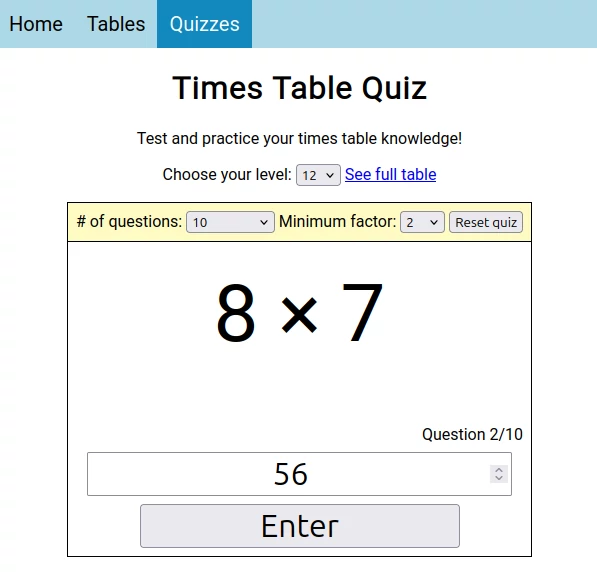 Home Tables Quizzes
Times Table Quiz
Test and practice your times table knowledge!
Choose your level: 12 See full table
# of questions: 10 Minimum factor: 2 Reset quiz
8 × 7
Question 2/10
56
Enter